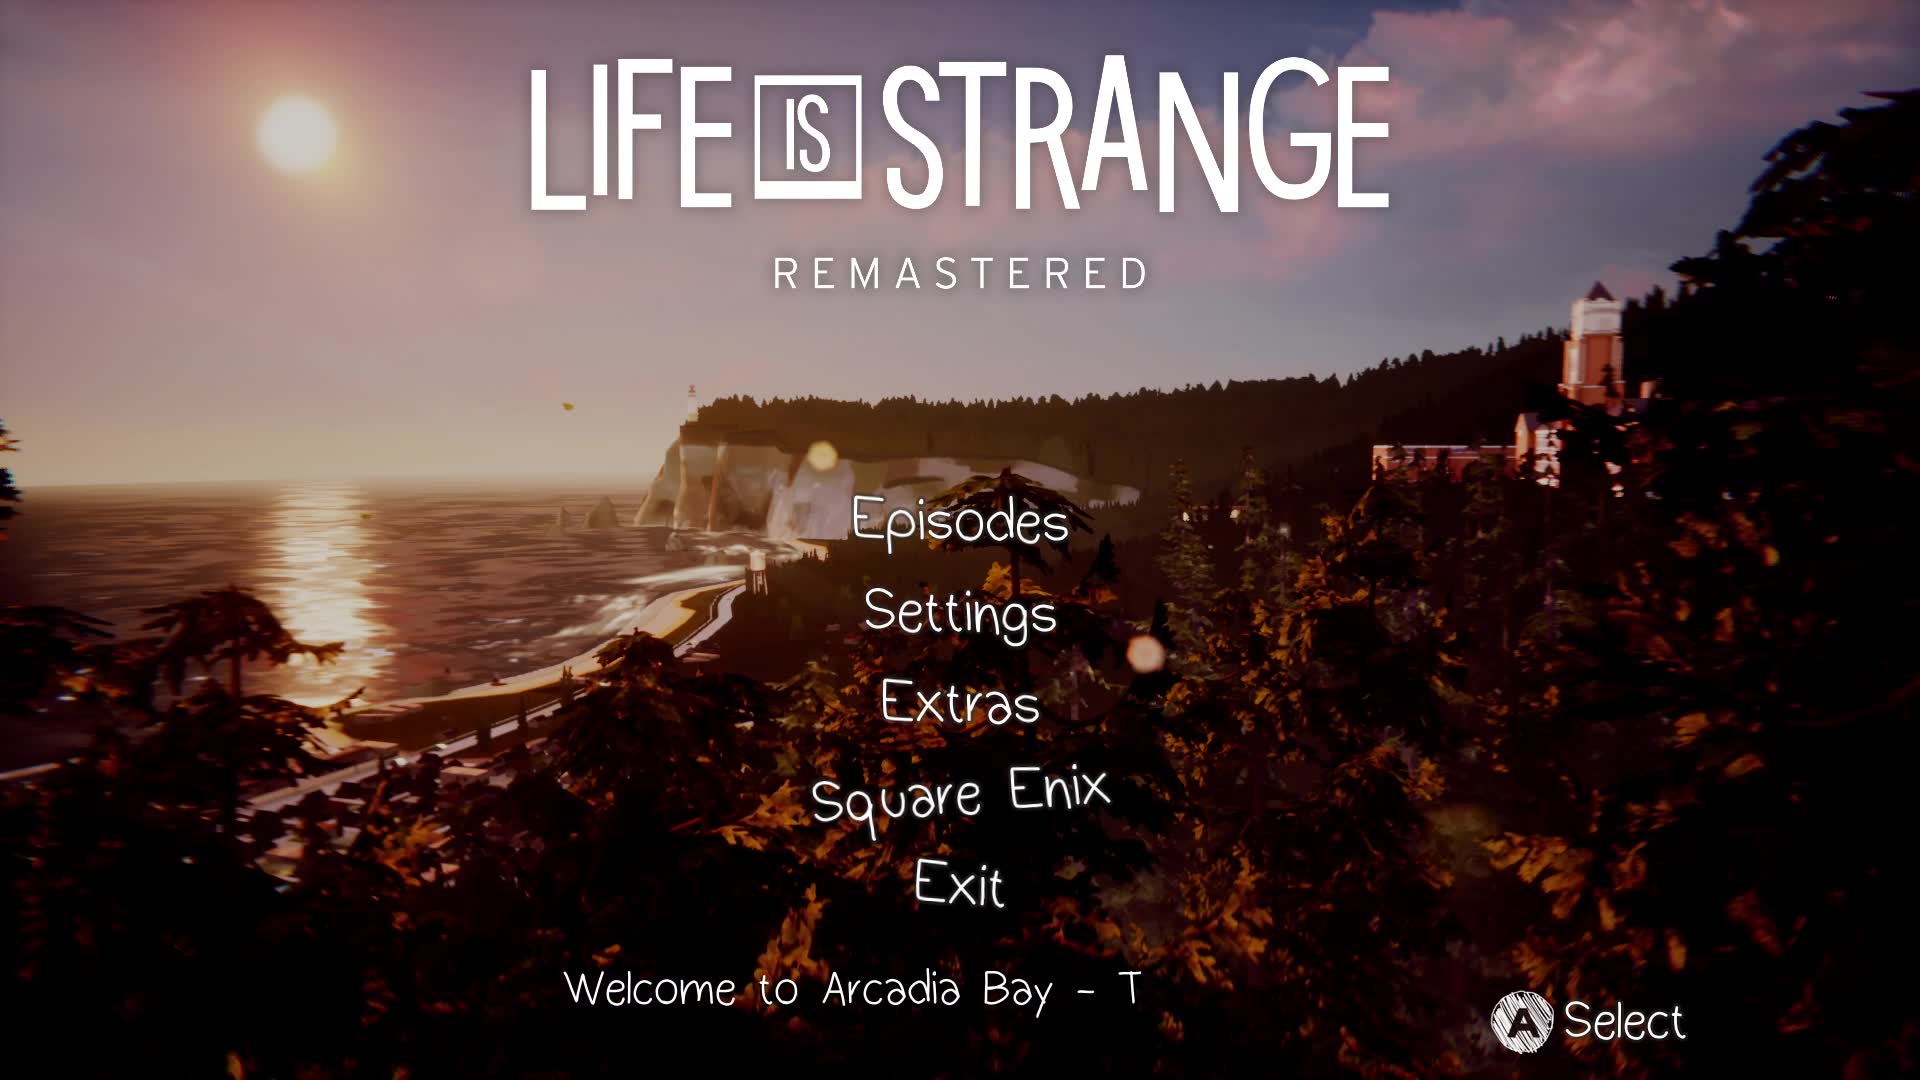 LIFE IS STRANGE
REMASTERED
Episodes
Settings
Extras
Square Enix
Exit
Welcome to Arcadia Bay - T
A Select